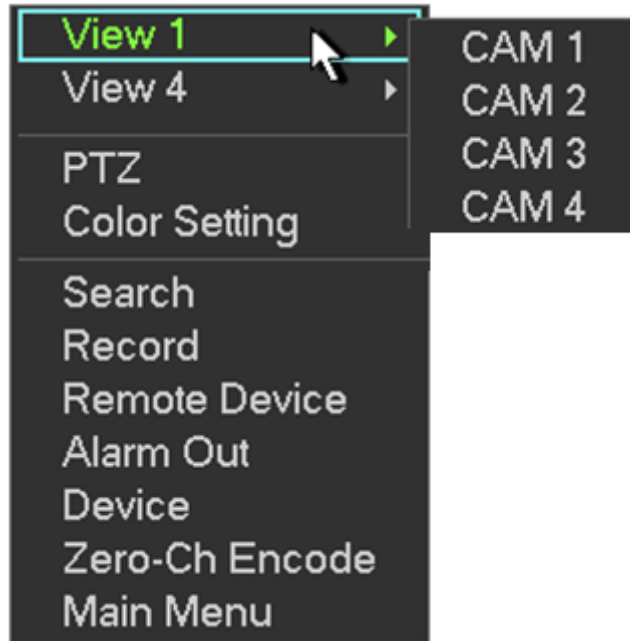 View 1
View 4
PTZ
Color Setting
Search
Record
Remote Device
Alarm Out
Device
Zero-Ch Encode
Main Menu
CAM 1
CAM 2
CAM 3
CAM 4